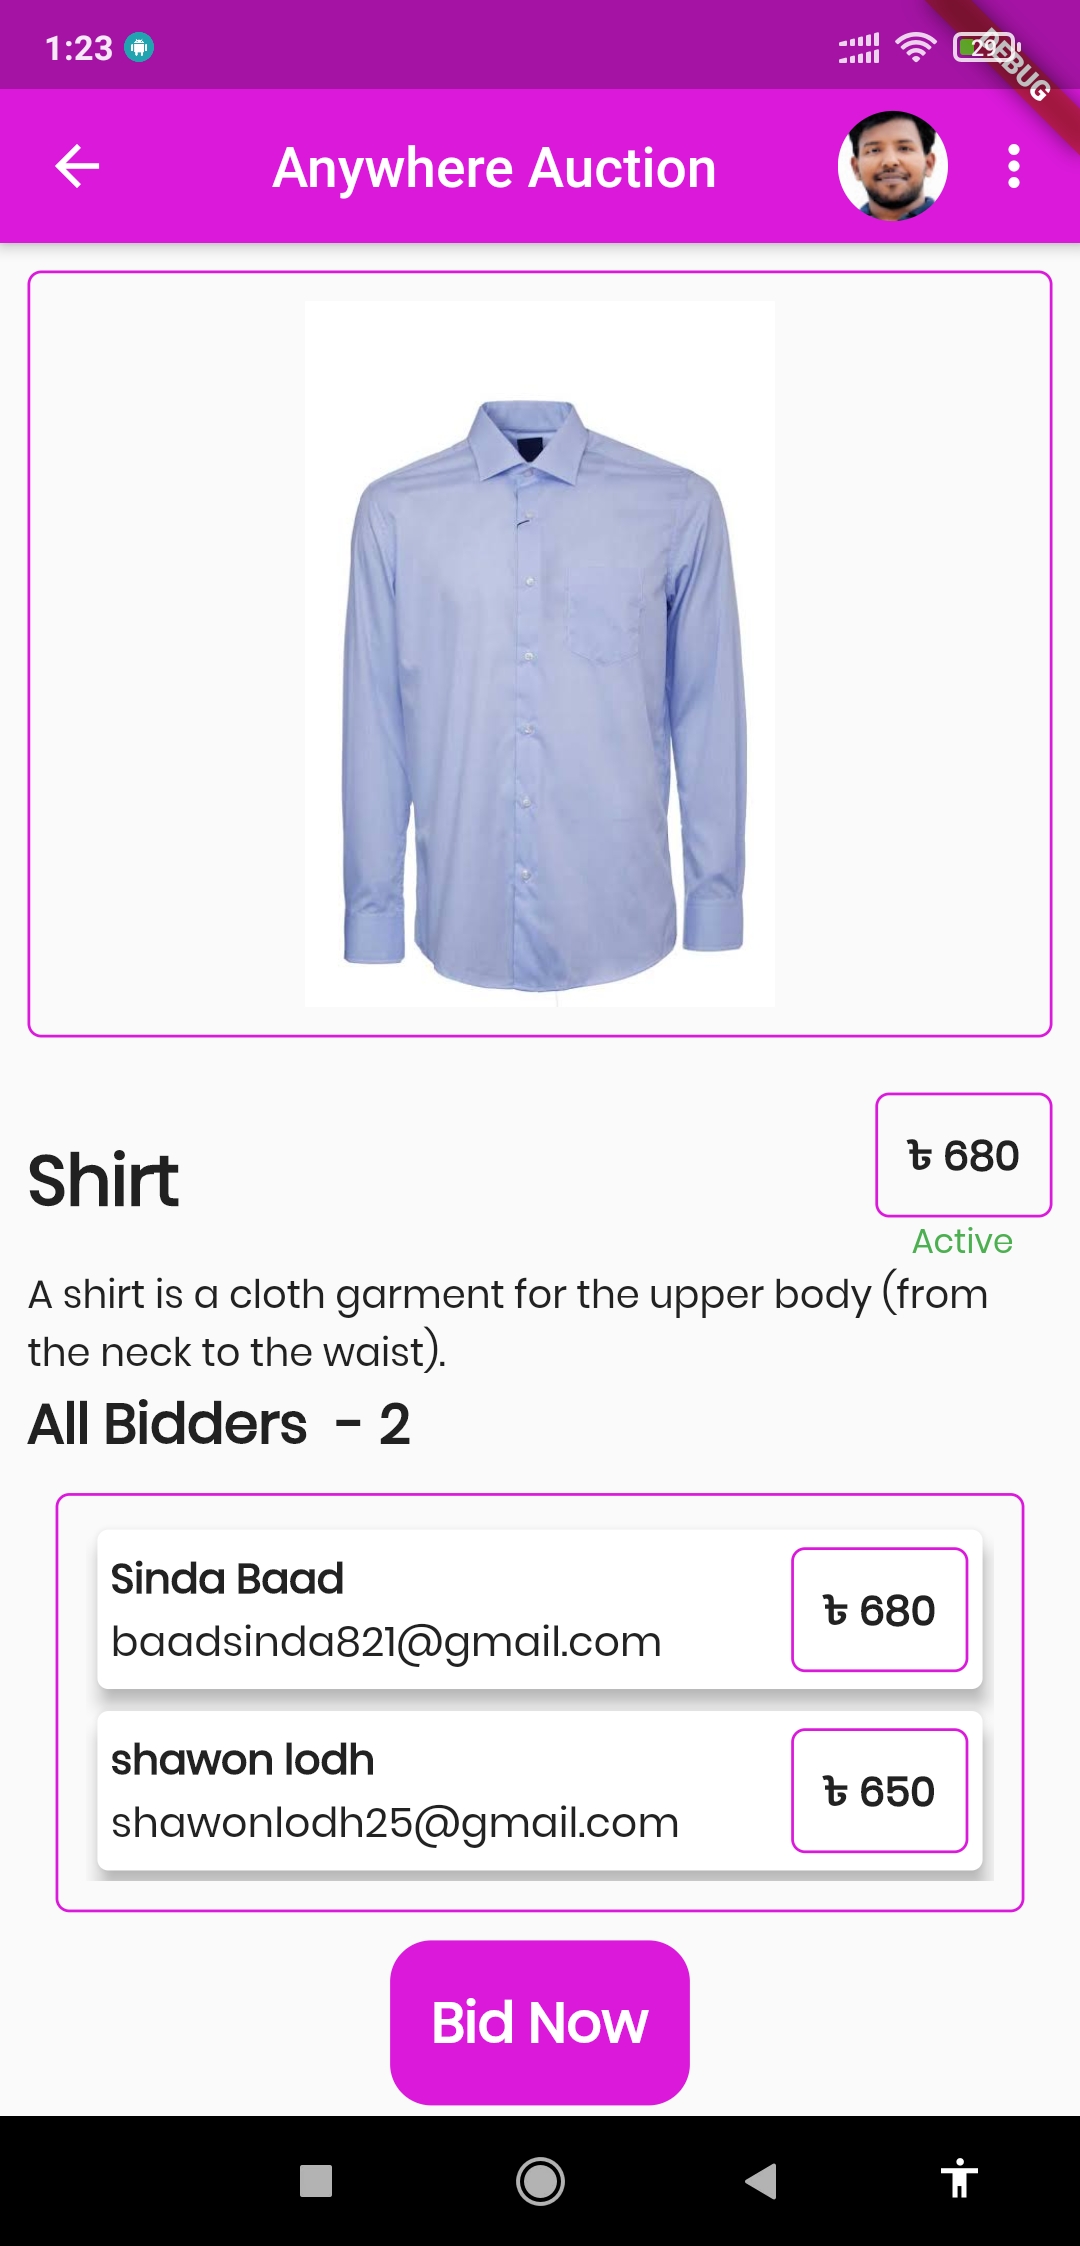 1:23
29
DEBUG
Anywhere Auction
Shirt
৳ 680
Active
A shirt is a cloth garment for the upper body (from
the neck to the waist).
All Bidders - 2
Sinda Baad
baadsinda821@gmail.com
৳ 680
shawon lodh
shawonlodh25@gmail.com
৳ 650
Bid Now